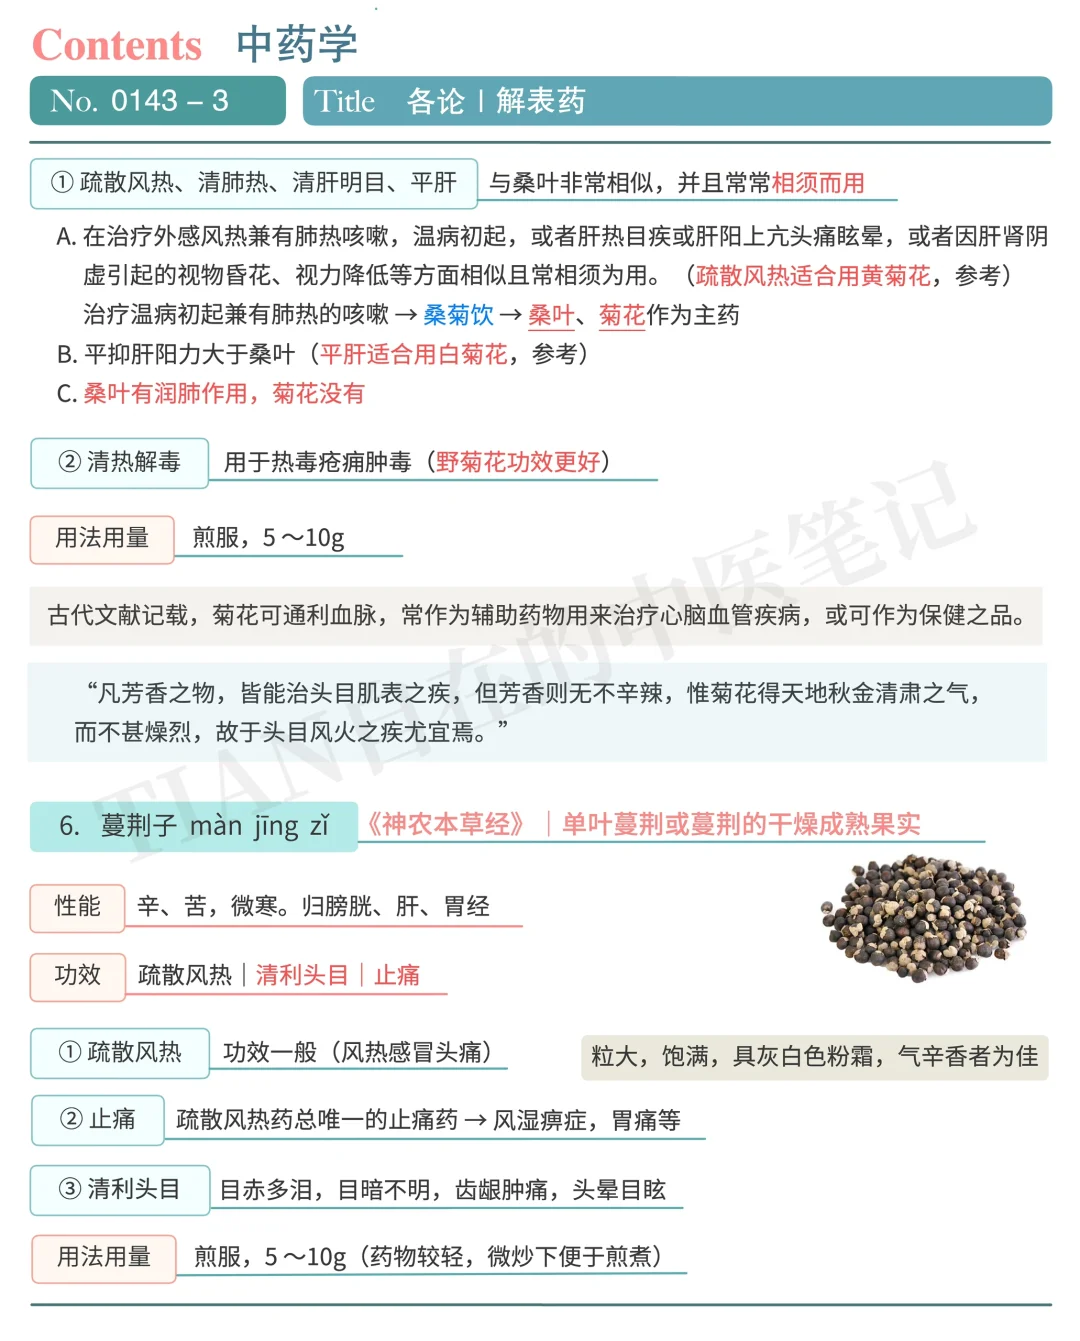 Contents 中药学
No. 0143 – 3
Title 各论 | 解表药
① 疏散风热、清肺热、清肝明目、平肝 与桑叶非常相似，并且常常相须而用
A. 在治疗外感风热兼有肺热咳嗽，温病初起，或者肝热目疾或肝阳上亢头痛眩晕，或者因肝肾阴
虚引起的视物昏花、视力降低等方面相似且常相须为用。（疏散风热适合用黄菊花，参考）
治疗温病初起兼有肺热的咳嗽 → 桑菊饮 → 桑叶、菊花作为主药
B. 平抑肝阳力大于桑叶（平肝适合用白菊花，参考）
C. 桑叶有润肺作用，菊花没有
② 清热解毒 用于热毒疮痈肿毒（野菊花功效更好）
用法用量 煎服，5～10g
古代文献记载，菊花可通利血脉，常作为辅助药物用来治疗心脑血管疾病，或可作为保健之品。
“凡芳香之物，皆能治头目肌表之疾，但芳香则无不辛辣，惟菊花得天地秋金清肃之气，
而不甚燥烈，故于头目风火之疾尤宜焉。”
TIAN自在的中医笔记
6. 蔓荆子 màn jīng zǐ 《神农本草经》｜单叶蔓荆或蔓荆的干燥成熟果实
性能 辛、苦，微寒。归膀胱、肝、胃经
功效 疏散风热｜清利头目｜止痛
① 疏散风热 功效一般（风热感冒头痛）
粒大，饱满，具灰白色粉霜，气辛香者为佳
② 止痛 疏散风热药总唯一的止痛药 → 风湿痹症，胃痛等
③ 清利头目 目赤多泪，目暗不明，齿龈肿痛，头晕目眩
用法用量 煎服，5～10g（药物较轻，微炒下便于煎煮）